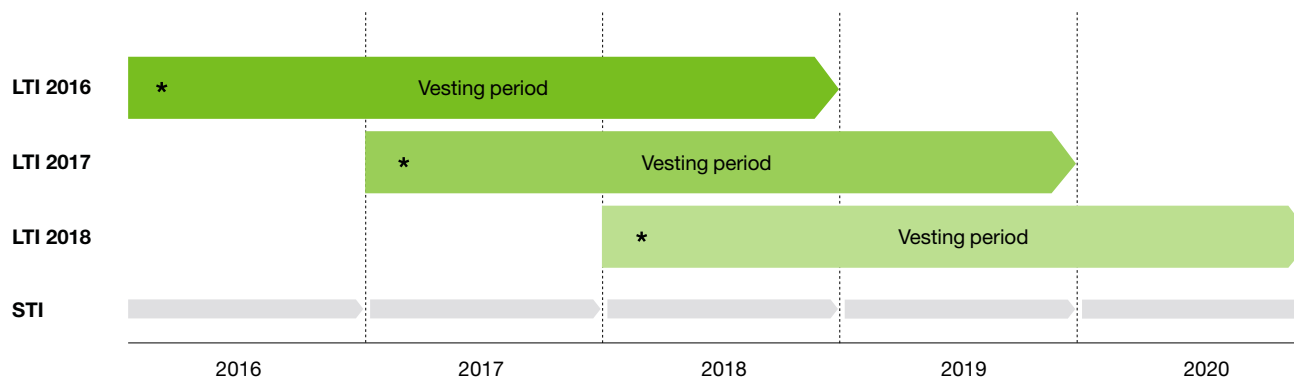 LTI 2016 * Vesting period
LTI 2017 * Vesting period
LTI 2018 * Vesting period
STI
2016 2017 2018 2019 2020